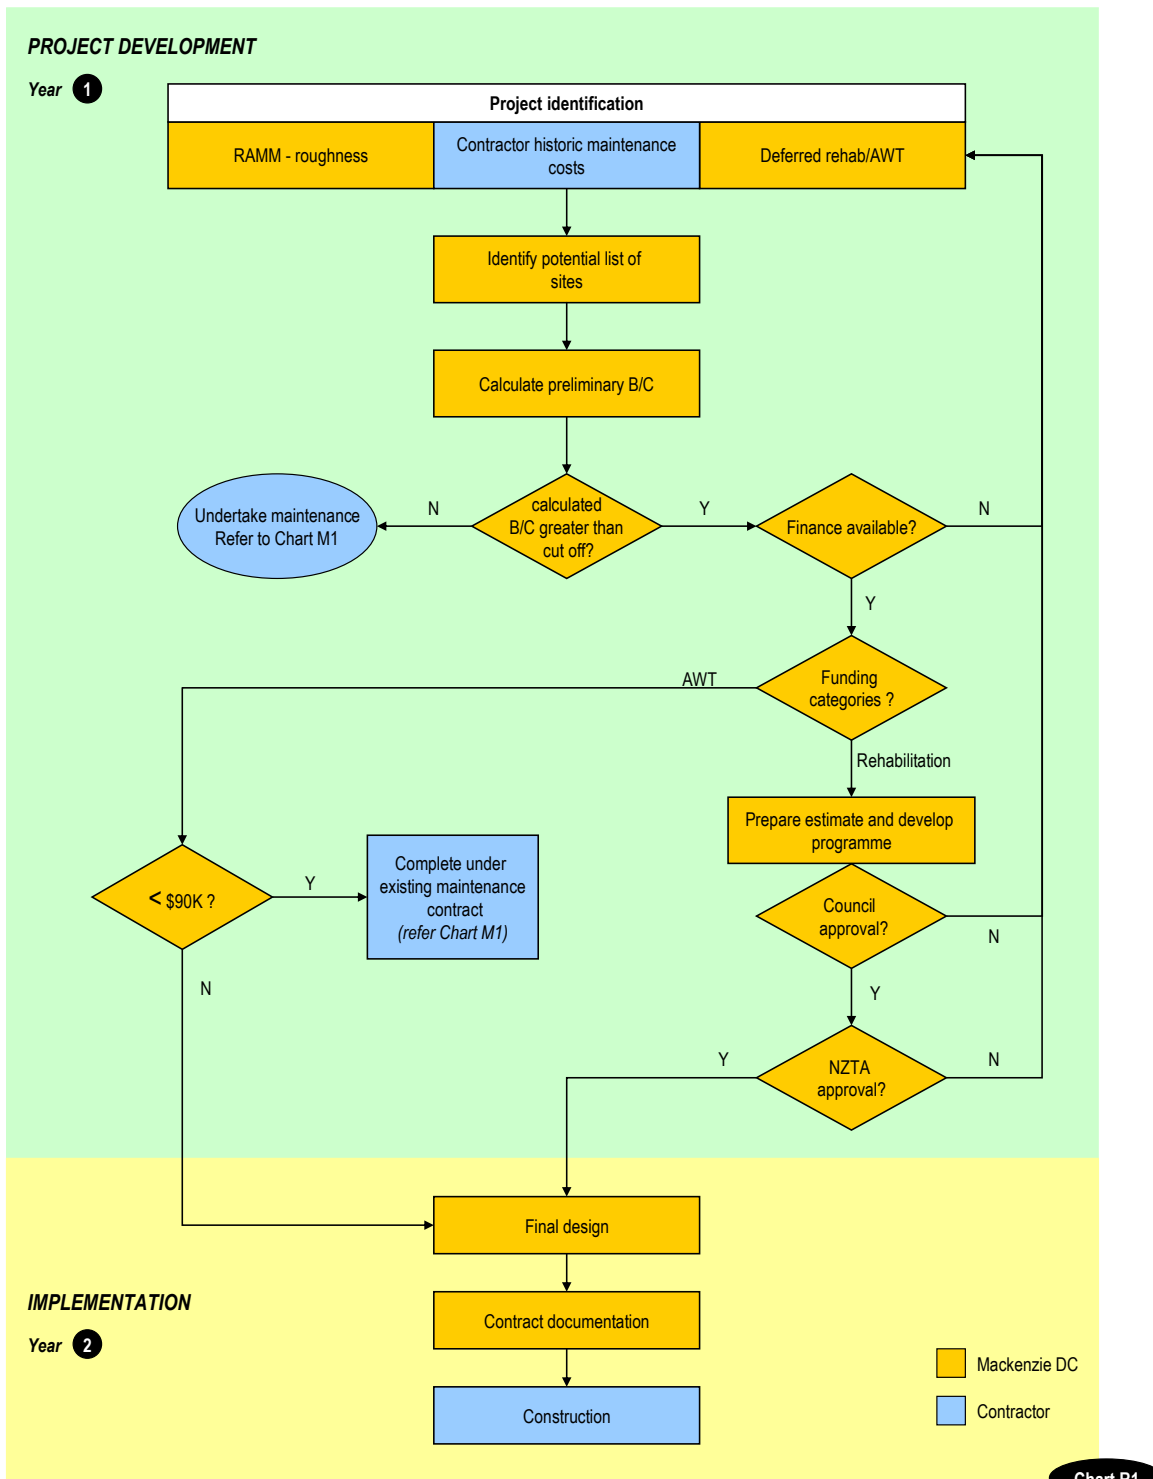 PROJECT DEVELOPMENT
Year 1
Project identification
RAMM - roughness
Contractor historic maintenance
costs
Deferred rehab/AWT
Identify potential list of
sites
Calculate preliminary B/C
calculated
B/C greater than
cut off?
N
Y
Undertake maintenance
Refer to Chart M1
Finance available?
N
Y
Funding
categories ?
AWT
Rehabilitation
Prepare estimate and develop
programme
< $90K ?
Y
Complete under
existing maintenance
contract
(refer Chart M1)
N
Council
approval?
N
Y
NZTA
approval?
Y
N
Final design
IMPLEMENTATION
Year 2
Contract documentation
Construction
Mackenzie DC
Contractor
Chart R1